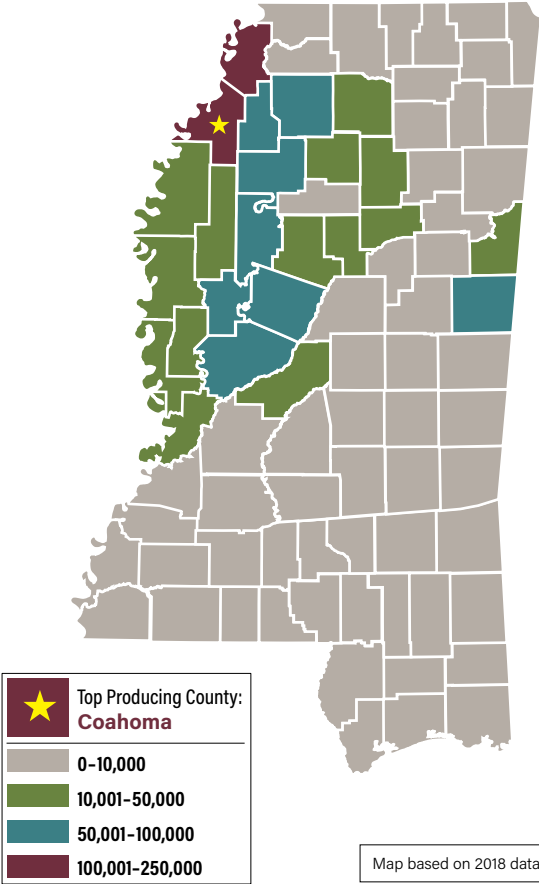 Top Producing County:
Coahoma
0-10,000
10,001-50,000
50,001-100,000
100,001-250,000
Map based on 2018 data